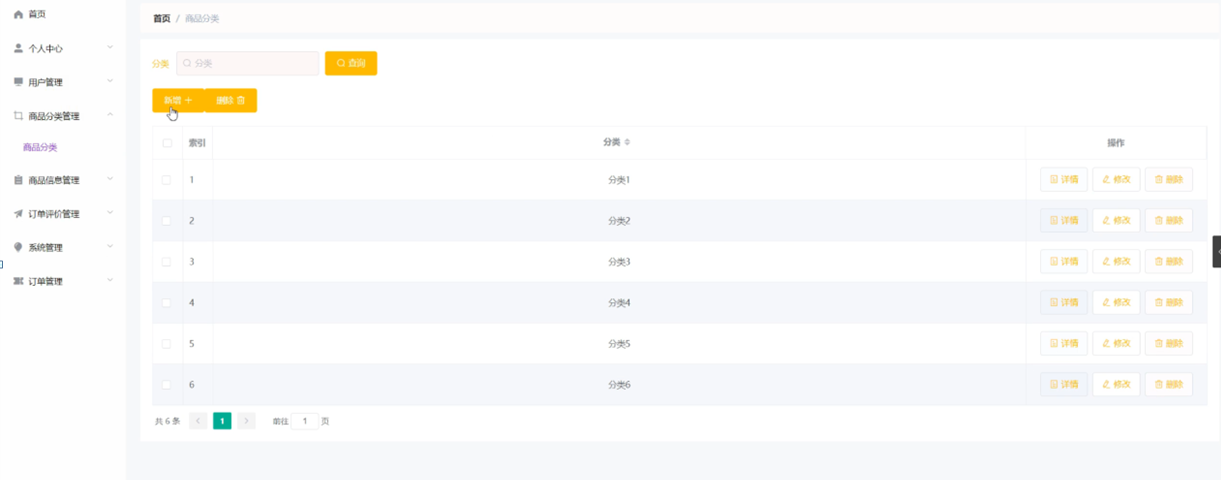 首页
个人中心
用户管理
商品分类管理
商品分类
商品信息管理
订单评价管理
系统管理
订单管理
首页 / 商品分类
分类 分类 查询
新增 + 删除
索引 分类 操作
1 分类1 详情 修改 删除
2 分类2 详情 修改 删除
3 分类3 详情 修改 删除
4 分类4 详情 修改 删除
5 分类5 详情 修改 删除
6 分类6 详情 修改 删除
共 6 条 < 1 > 前往 1 页